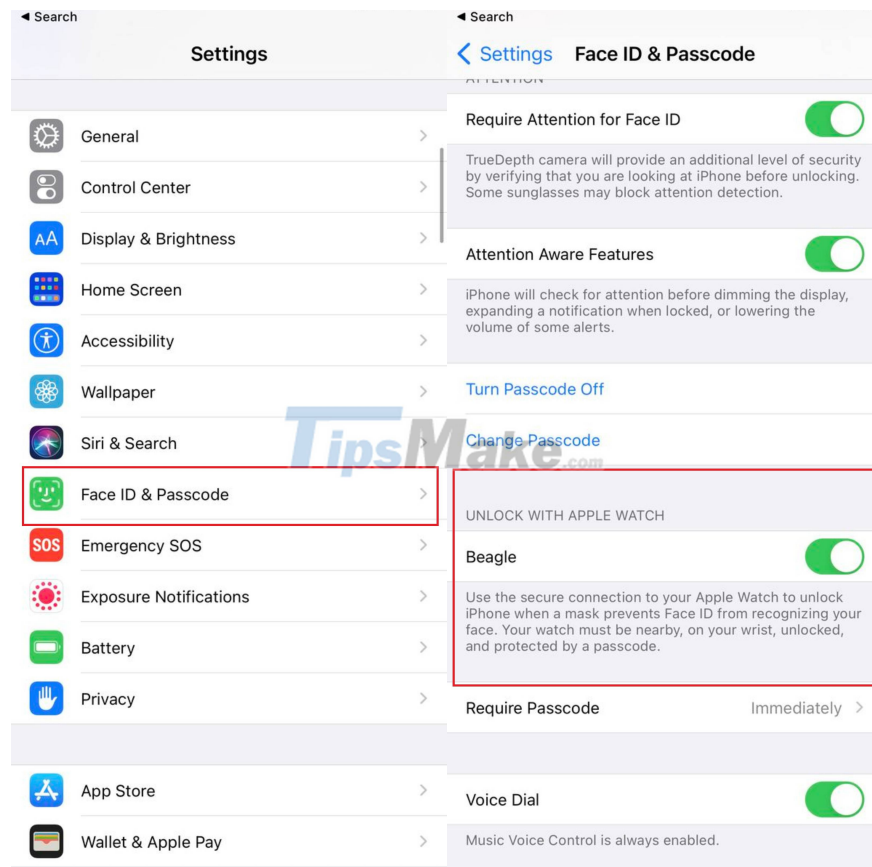 ◀ Search
Settings
General
Control Center
AA
Display & Brightness
Home Screen
Accessibility
Wallpaper
Siri & Search
Face ID & Passcode
SOS
Emergency SOS
Exposure Notifications
Battery
Privacy
App Store
Wallet & Apple Pay
◀ Search
Settings Face ID & Passcode
ATTENTION
Require Attention for Face ID
TrueDepth camera will provide an additional level of security
by verifying that you are looking at iPhone before unlocking.
Some sunglasses may block attention detection.
Attention Aware Features
iPhone will check for attention before dimming the display,
expanding a notification when locked, or lowering the
volume of some alerts.
Turn Passcode Off
Change Passcode
UNLOCK WITH APPLE WATCH
Beagle
Use the secure connection to your Apple Watch to unlock
iPhone when a mask prevents Face ID from recognizing your
face. Your watch must be nearby, on your wrist, unlocked,
and protected by a passcode.
Require Passcode Immediately
Voice Dial
Music Voice Control is always enabled.
TipsMake.com